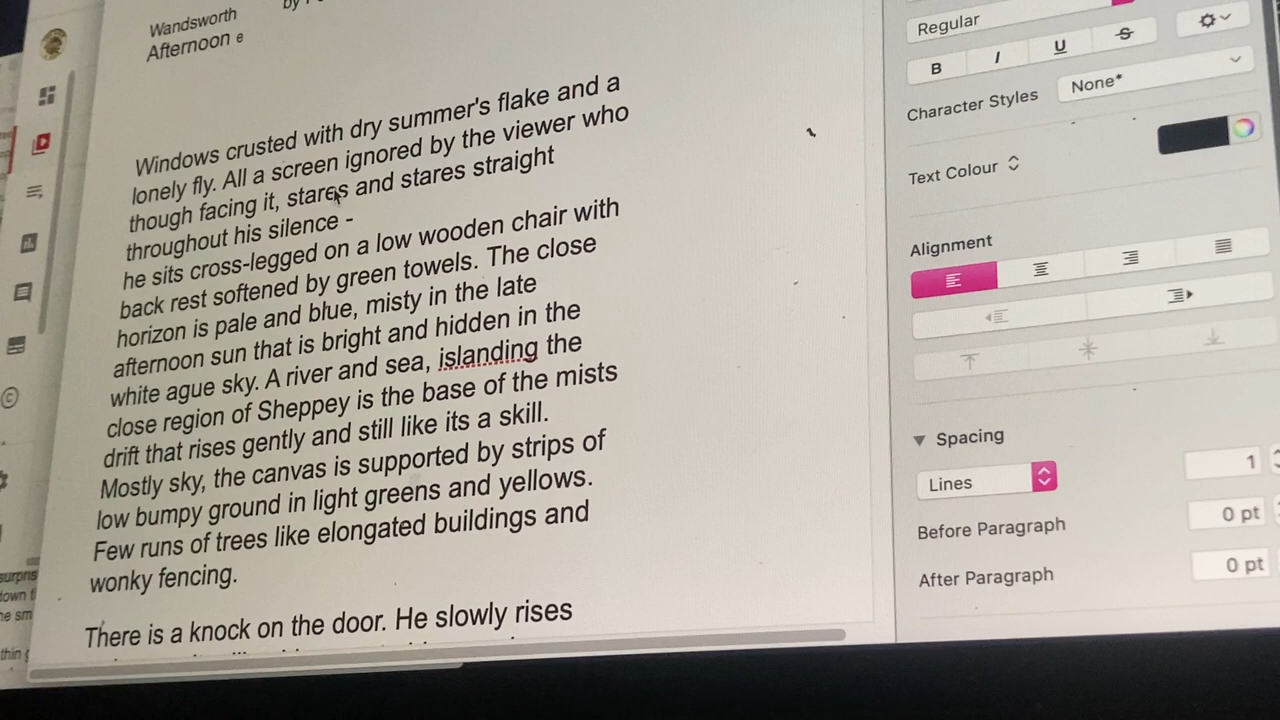 Wandsworth
by
Afternoon e
Windows crusted with dry summer's flake and a
lonely fly. All a screen ignored by the viewer who
though facing it, stares and stares straight
throughout his silence -
he sits cross-legged on a low wooden chair with
back rest softened by green towels. The close
horizon is pale and blue, misty in the late
afternoon sun that is bright and hidden in the
white ague sky. A river and sea, islanding the
close region of Sheppey is the base of the mists
drift that rises gently and still like its a skill.
Mostly sky, the canvas is supported by strips of
low bumpy ground in light greens and yellows.
Few runs of trees like elongated buildings and
wonky fencing.
There is a knock on the door. He slowly rises
Regular
B I U S
Character Styles None*
Text Colour
Alignment
Spacing
Lines 1
Before Paragraph 0 pt
After Paragraph 0 pt
surpris
down t
he sm
thin g